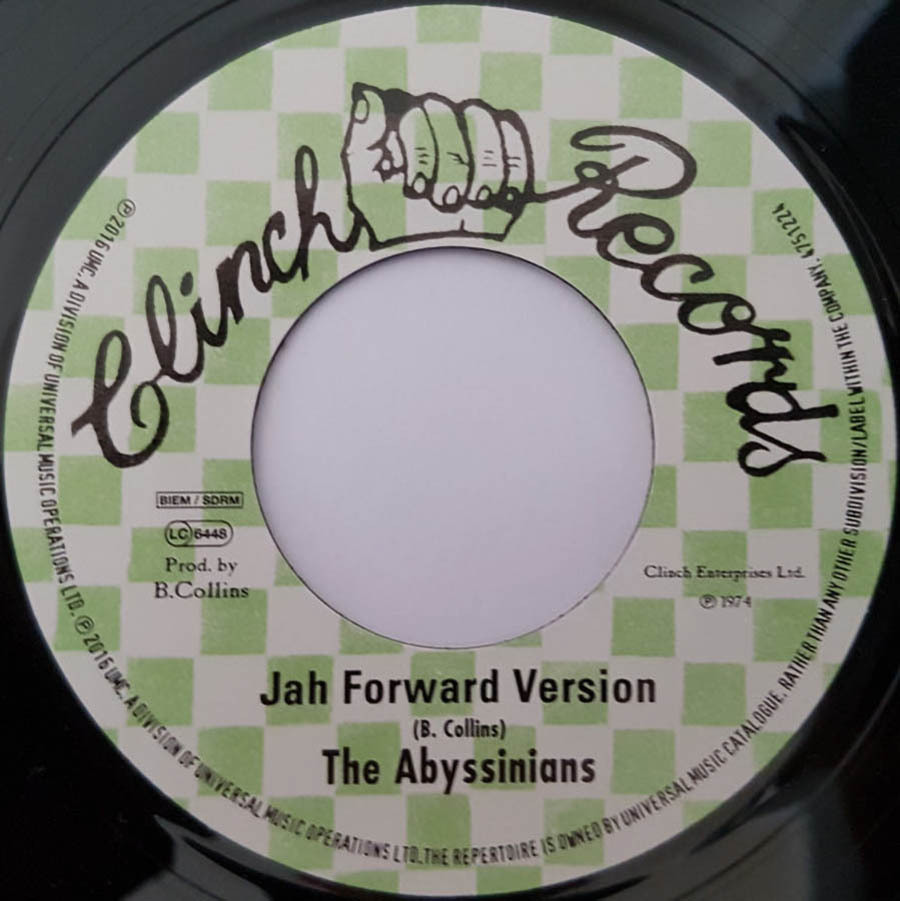 Clinch Records
BIEM / SDRM
LC 6448
Prod. by
B.Collins
Clinch Enterprises Ltd.
℗ 1974
Jah Forward Version
(B. Collins)
The Abyssinians
℗ 2016 UMC, A DIVISION OF UNIVERSAL MUSIC OPERATIONS LTD. ℗ 2016 UMC, A DIVISION OF UNIVERSAL MUSIC OPERATIONS LTD. THE REPERTOIRE IS OWNED BY UNIVERSAL MUSIC CATALOGUE, RATHER THAN ANY OTHER SUBDIVISION/LABEL WITHIN THE COMPANY. 4751224